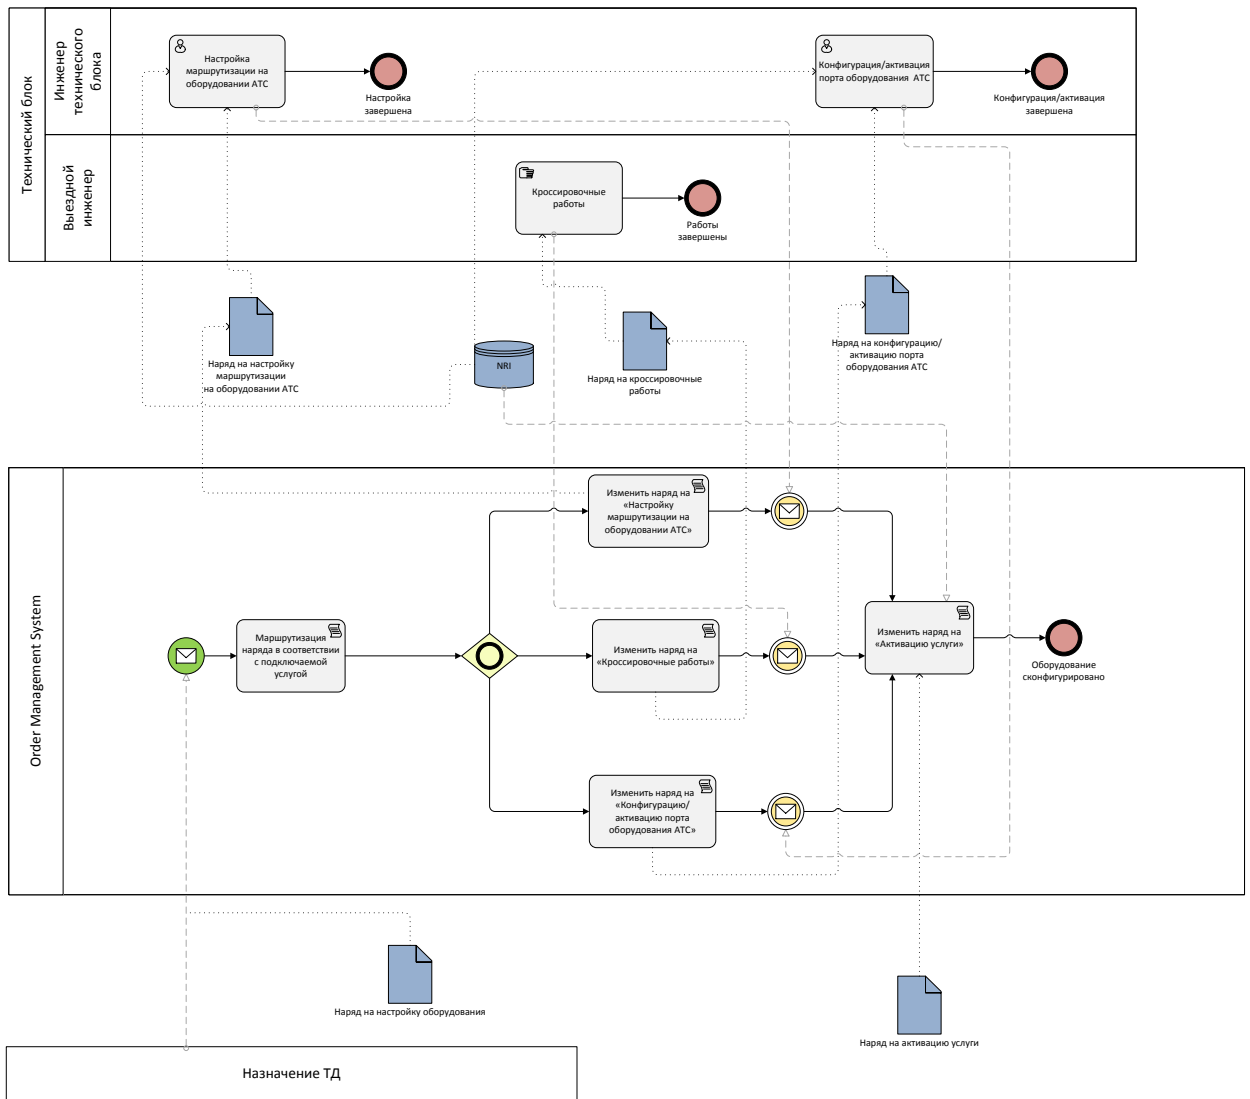 Технический блок
Инженер
технического
блока
Настройка
маршрутизации на
оборудовании АТС
Настройка
завершена
Конфигурация/активация
порта оборудования АТС
Конфигурация/активация
завершена
Выездной
инженер
Кроссировочные
работы
Работы
завершены
Наряд на настройку
маршрутизации
на оборудовании АТС
NRI
Наряд на кроссировочные
работы
Наряд на конфигурацию/
активацию порта
оборудования АТС
Order Management System
Изменить наряд на
«Настройку
маршрутизации на
оборудовании АТС»
Маршрутизация
наряда в соответствии
с подключаемой
услугой
Изменить наряд на
«Кроссировочные работы»
Изменить наряд на
«Активацию услуги»
Оборудование
сконфигурировано
Изменить наряд на
«Конфигурацию/
активацию порта
оборудования АТС»
Наряд на настройку оборудования
Наряд на активацию услуги
Назначение ТД